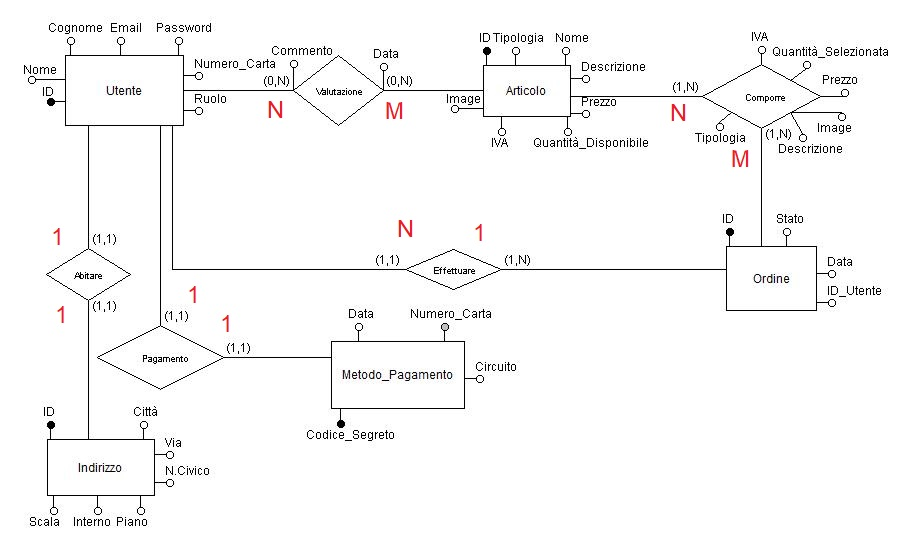 Cognome Email Password
Nome
ID
Utente
Numero_Carta
Ruolo
(0,N)
N
Commento
Valutazione
Data
(0,N)
M
ID Tipologia Nome
Articolo
Descrizione
Image
Prezzo
IVA
Quantità_Disponibile
(1,N)
N
IVA
Quantità_Selezionata
Prezzo
Comporre
Image
Tipologia
(1,N)
Descrizione
M
1
(1,1)
Abitare
1
(1,1)
N
1
(1,1)
Effettuare
(1,N)
ID
Stato
Ordine
Data
ID_Utente
1
(1,1)
1
(1,1)
Pagamento
Data
Numero_Carta
Metodo_Pagamento
Circuito
Codice_Segreto
ID
Città
Indirizzo
Via
N.Civico
Scala Interno Piano